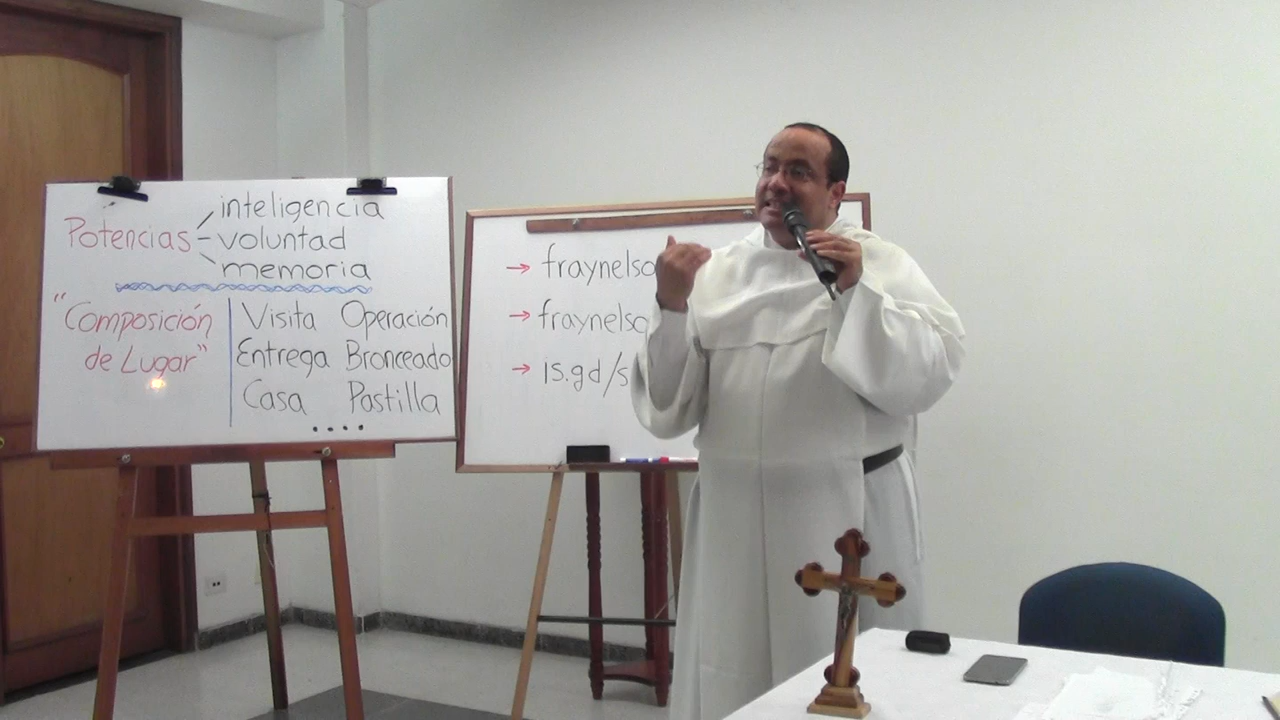 inteligencia
Potencias - voluntad
memoria
"Composición
de Lugar"
Visita Operación
Entrega Bronceado
Casa Pastilla
....
→ fraynelso
→ fraynelso
→ is.gd/s